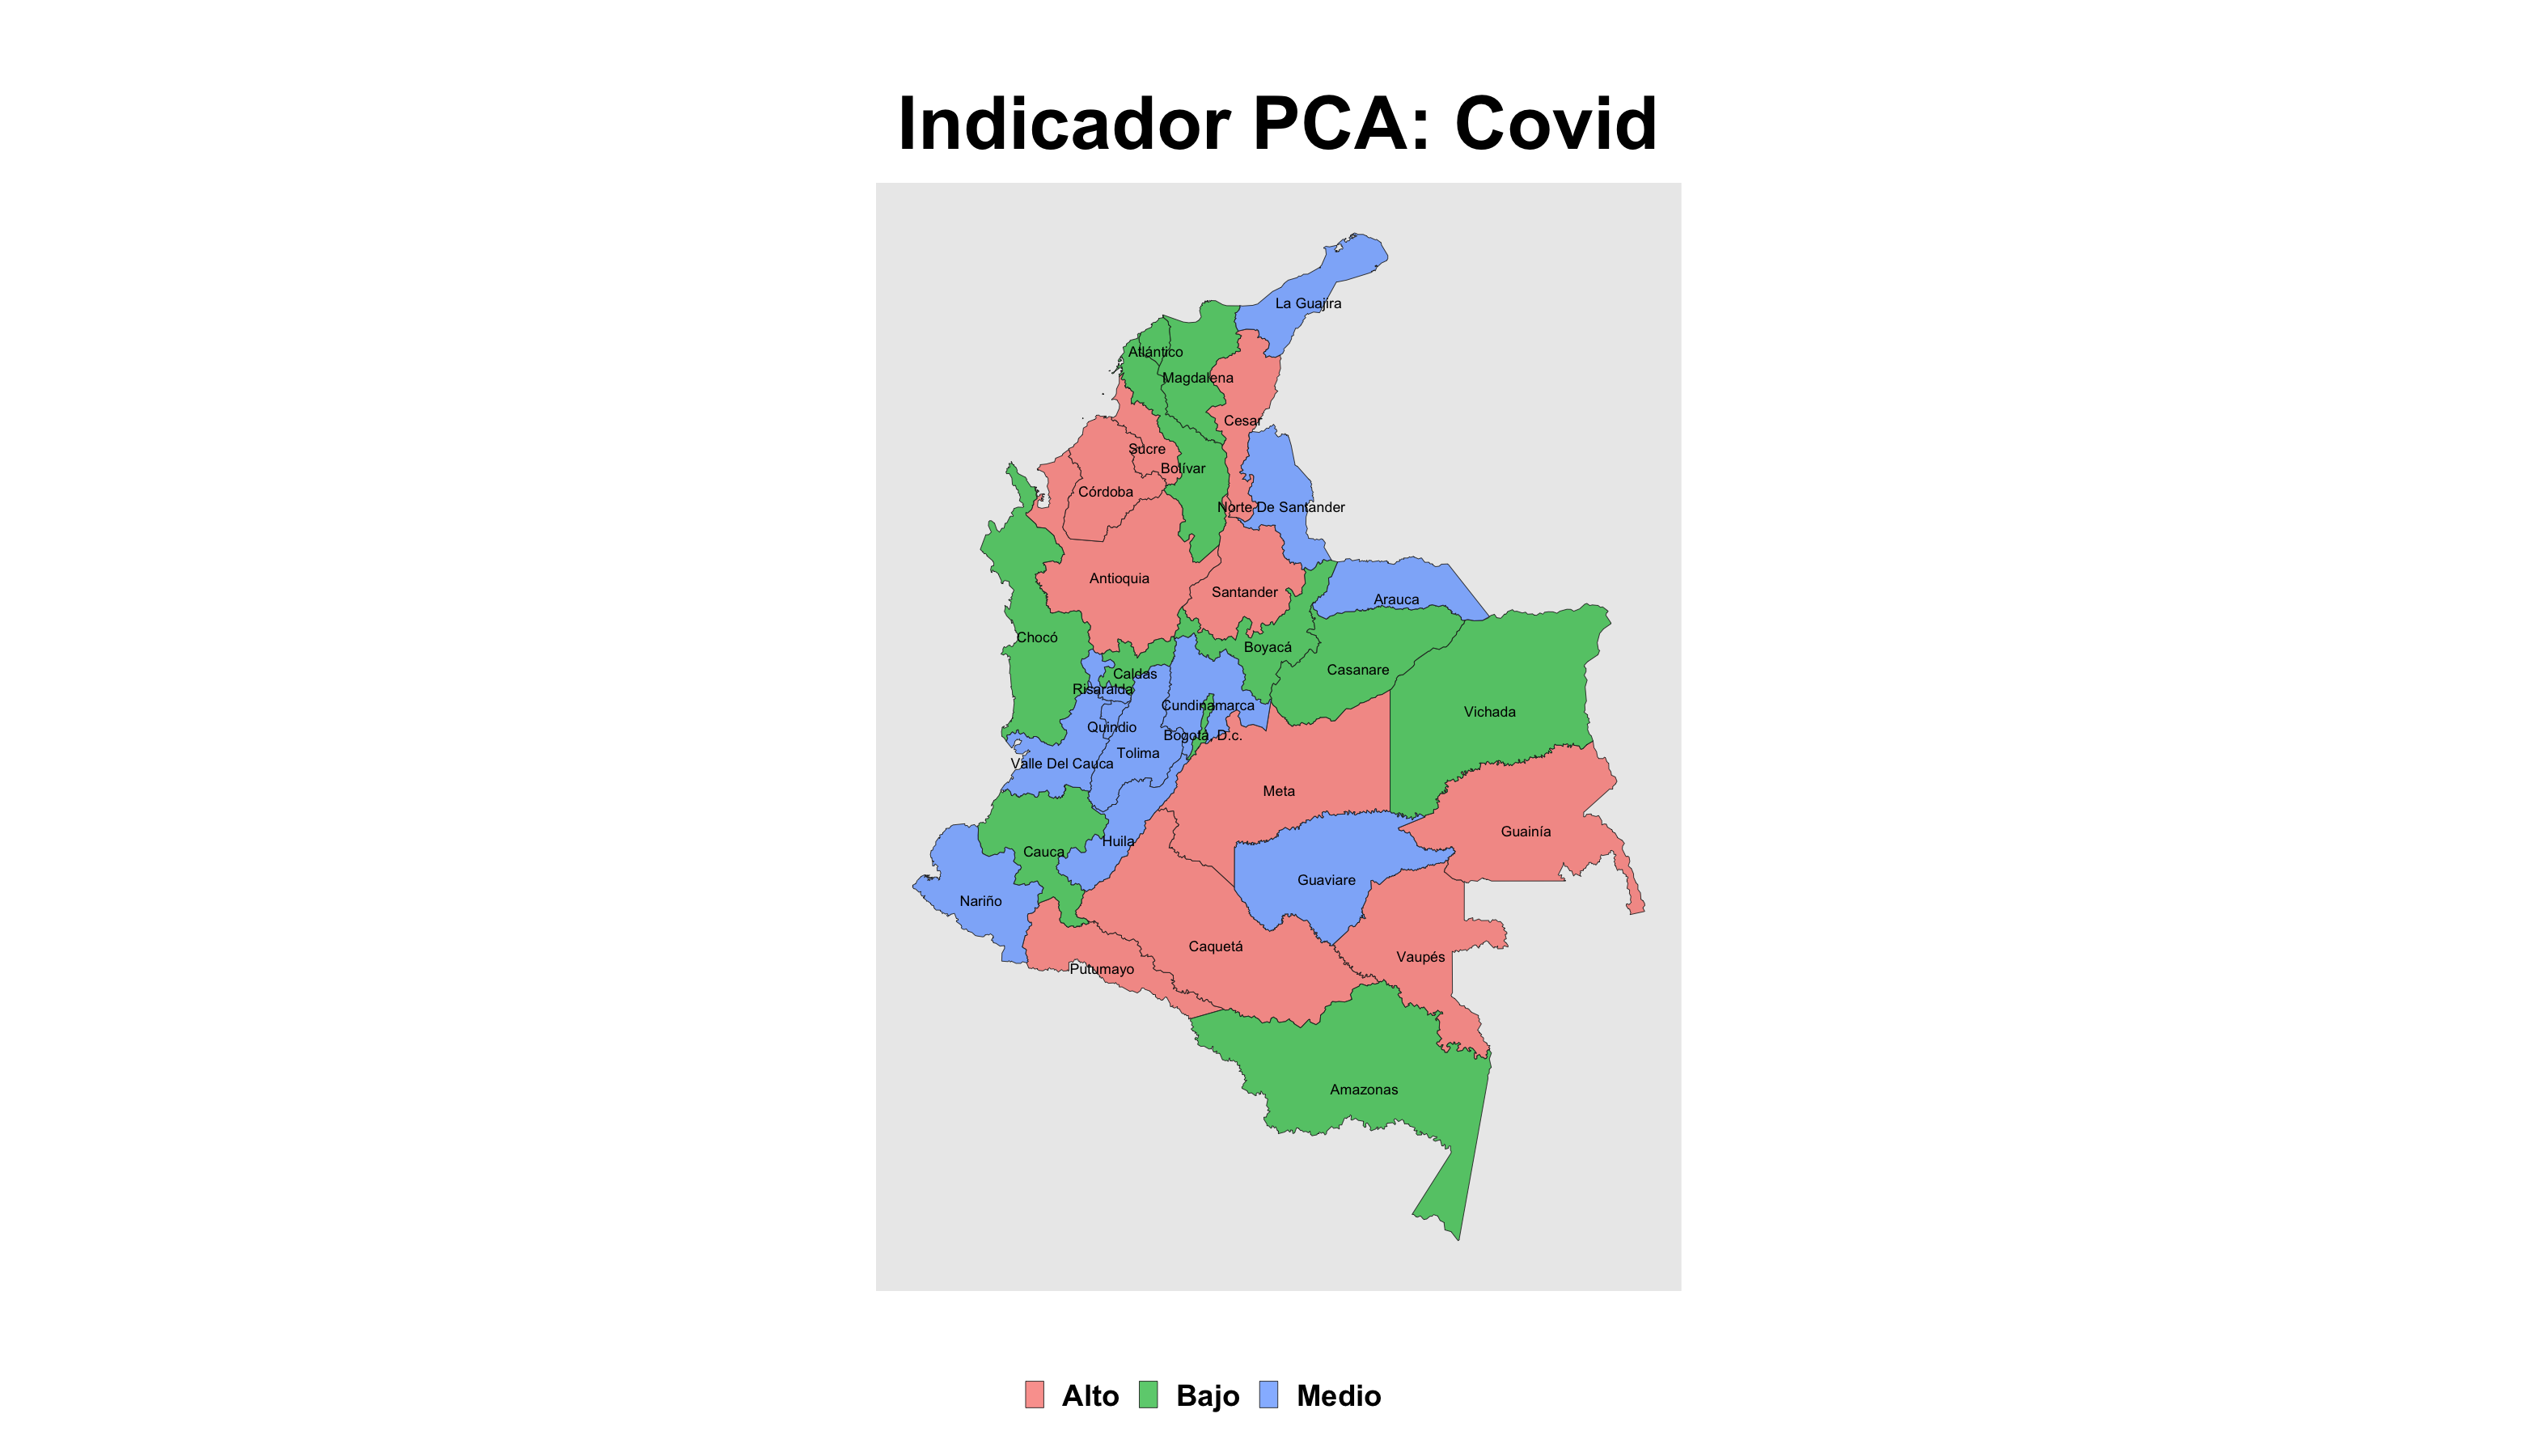 Indicador PCA: Covid
La Guajira
Atlántico
Magdalena
Cesar
Sucre
Bolívar
Córdoba
Norte De Santander
Antioquia
Santander
Arauca
Chocó
Boyacá
Casanare
Caldas
Risaralda
Cundinamarca
Vichada
Quindio
Bogotá, D.c.
Tolima
Valle Del Cauca
Meta
Guainía
Huila
Cauca
Guaviare
Nariño
Caquetá
Vaupés
Putumayo
Amazonas
Alto Bajo Medio